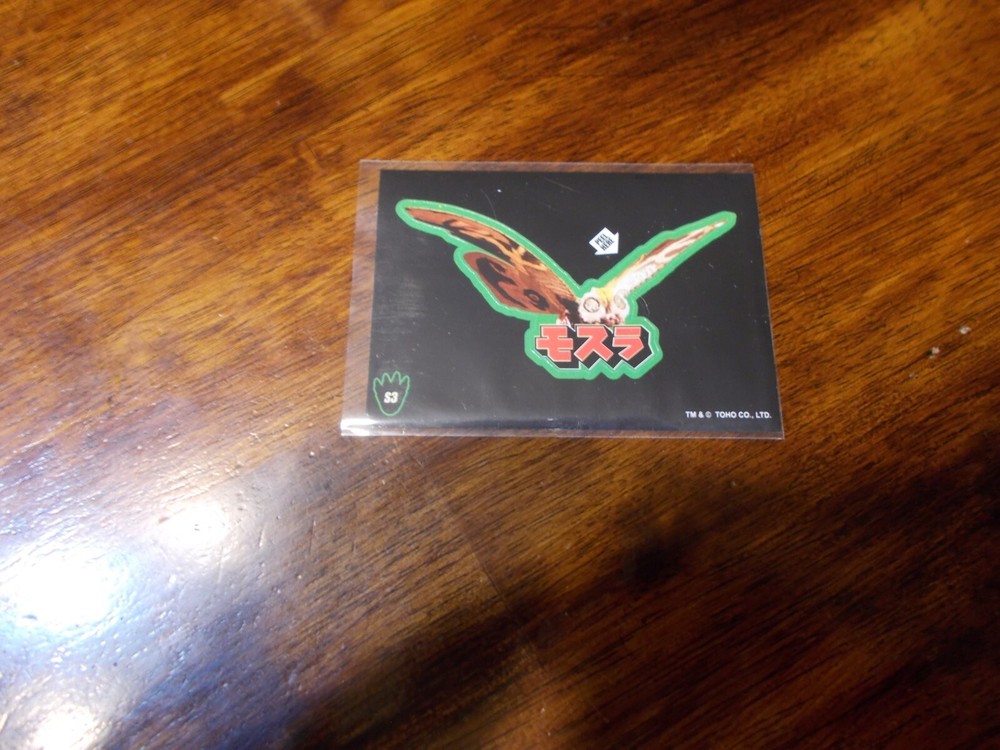 PEEL
HERE
モスラ
S3
TM & © TOHO CO., LTD.